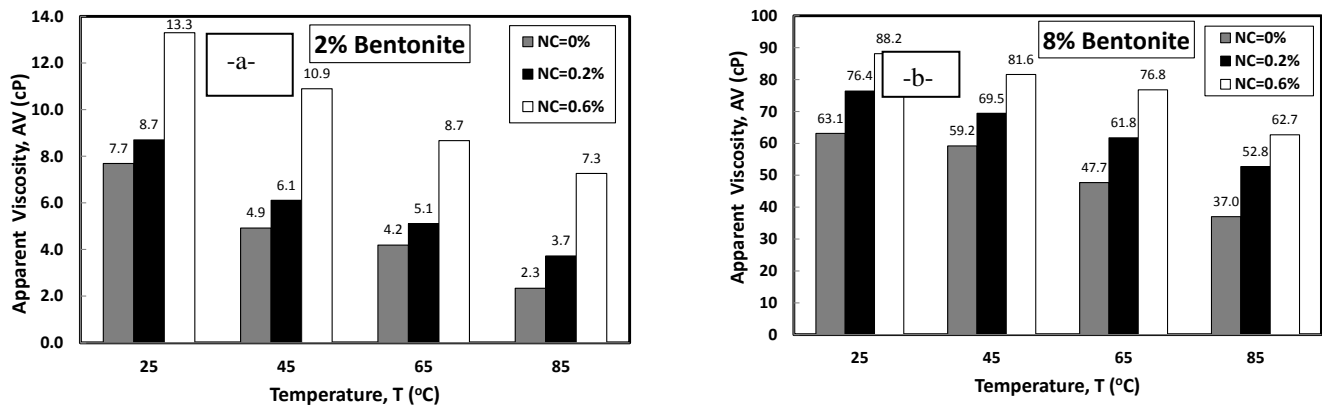 14.0
12.0
10.0
8.0
6.0
4.0
2.0
0.0
Apparent Viscosity, AV (cP)
-a-
2% Bentonite
NC=0%
NC=0.2%
NC=0.6%
7.7
8.7
13.3
4.9
6.1
10.9
4.2
5.1
8.7
2.3
3.7
7.3
25 45 65 85
Temperature, T (ºC)
100
90
80
70
60
50
40
30
20
10
0
Apparent Viscosity, AV (cP)
-b-
8% Bentonite
NC=0%
NC=0.2%
NC=0.6%
63.1
76.4
88.2
59.2
69.5
81.6
47.7
61.8
76.8
37.0
52.8
62.7
25 45 65 85
Temperature, T (ºC)